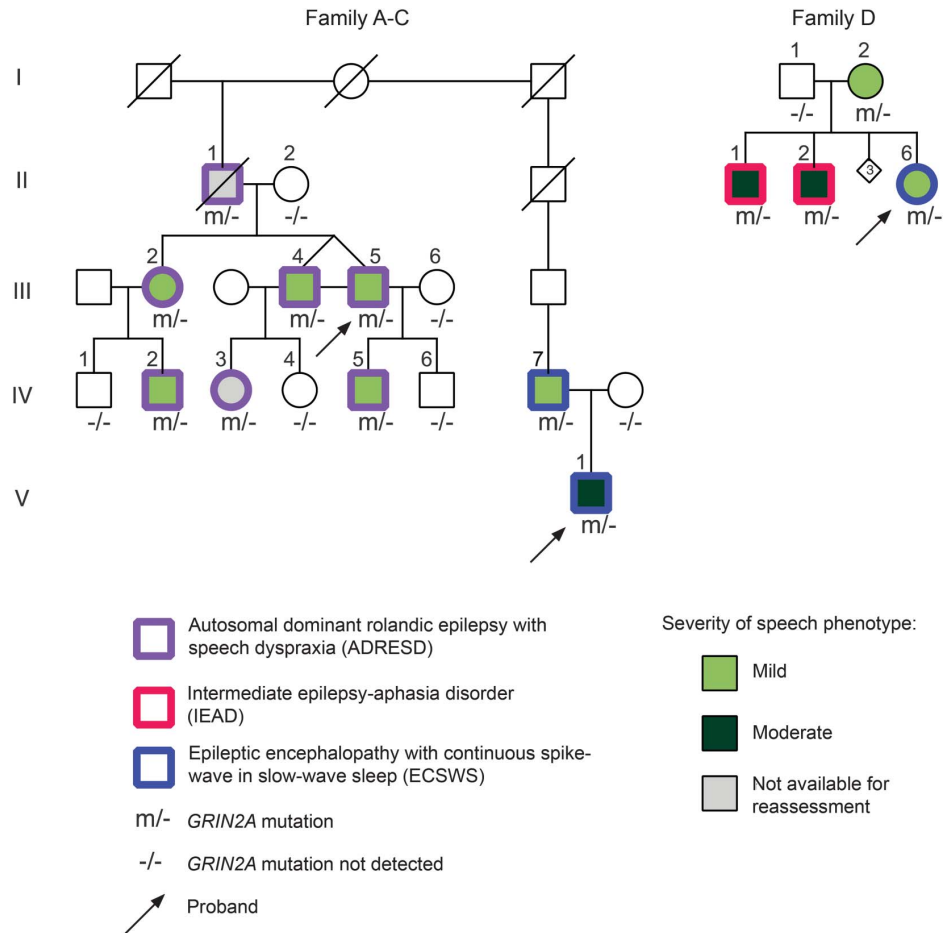 Family A-C
Family D
I
1
2
-/-
m/-
II
1
2
m/-
-/-
1
2
3
6
m/-
m/-
m/-
III
2
4
5
6
m/-
m/-
m/-
-/-
IV
1
2
3
4
5
6
7
-/-
m/-
m/-
-/-
m/-
-/-
m/-
-/-
V
1
m/-
Autosomal dominant rolandic epilepsy with
speech dyspraxia (ADRESD)
Intermediate epilepsy-aphasia disorder
(IEAD)
Epileptic encephalopathy with continuous spike-
wave in slow-wave sleep (ECSWS)
m/- GRIN2A mutation
-/- GRIN2A mutation not detected
Proband
Severity of speech phenotype:
Mild
Moderate
Not available for
reassessment